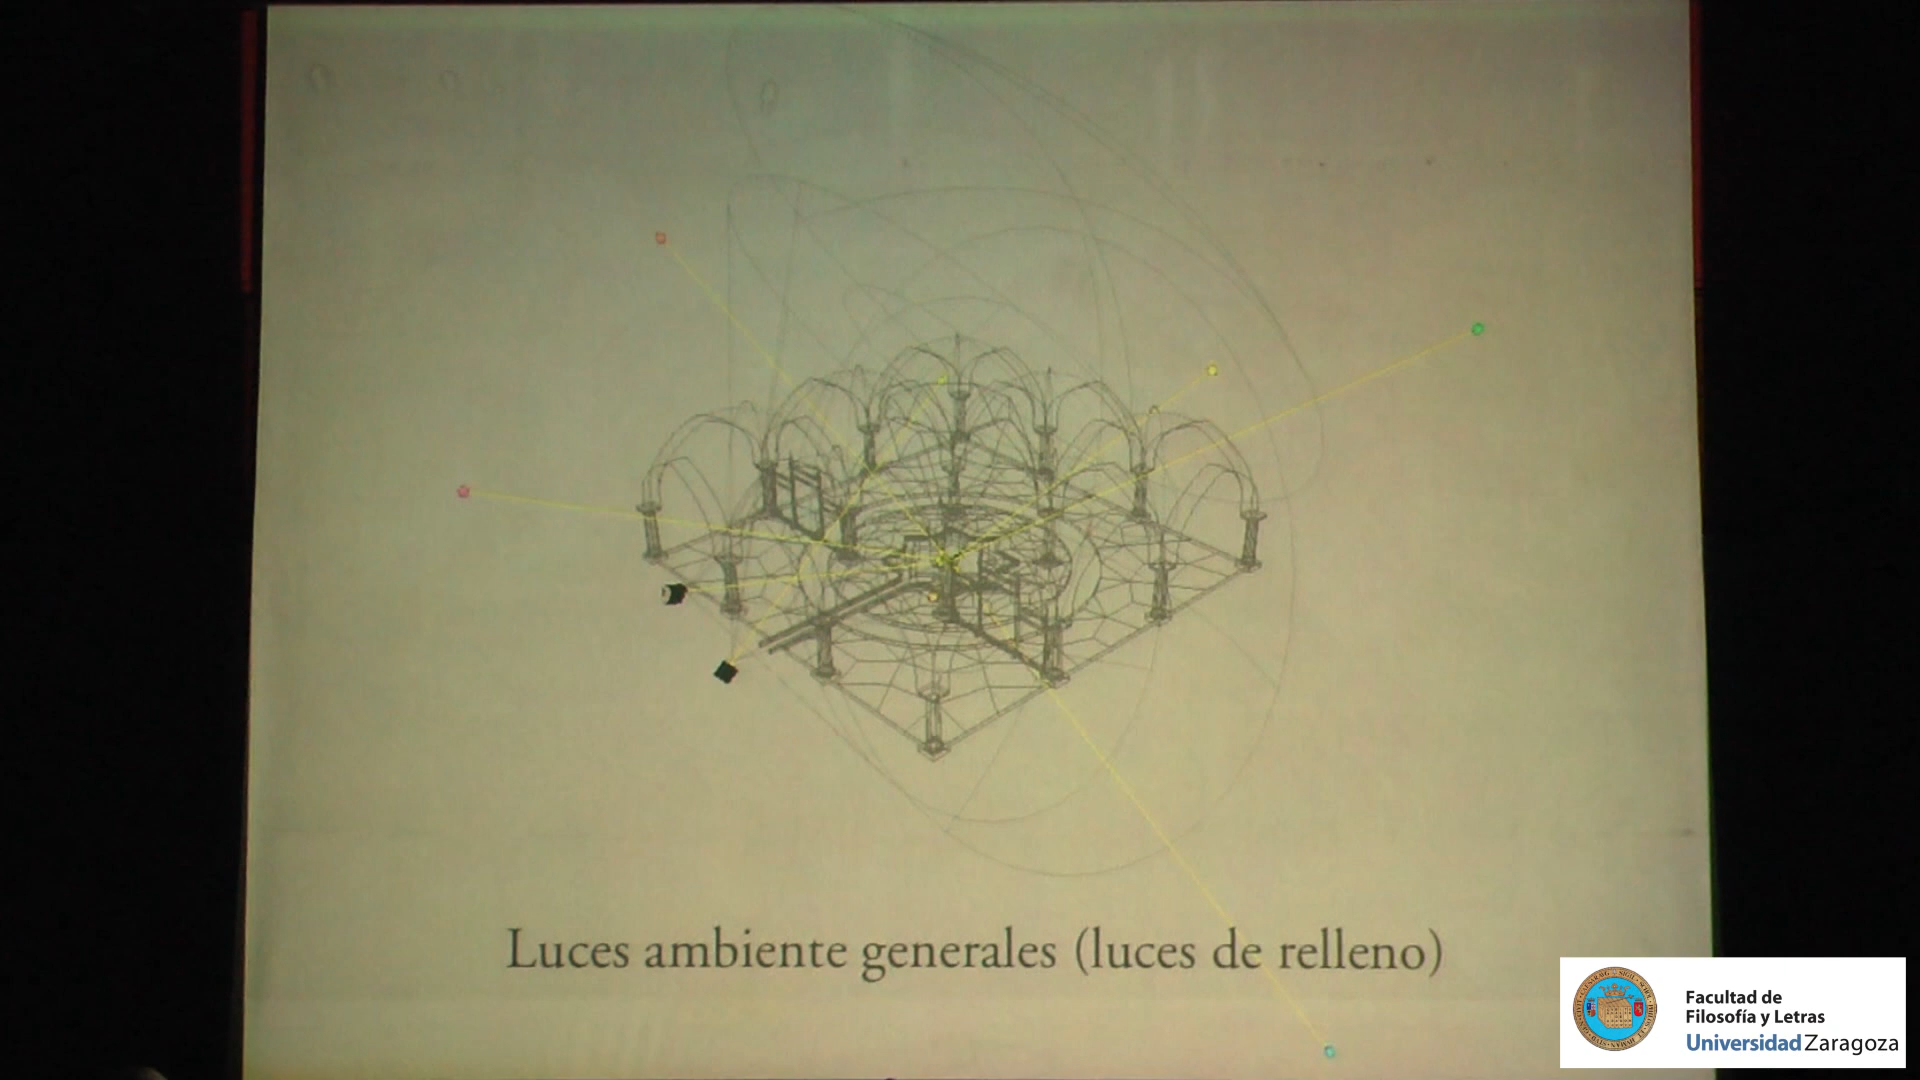 Luces ambiente generales (luces de relleno)
Facultad de
Filosofía y Letras
Universidad Zaragoza